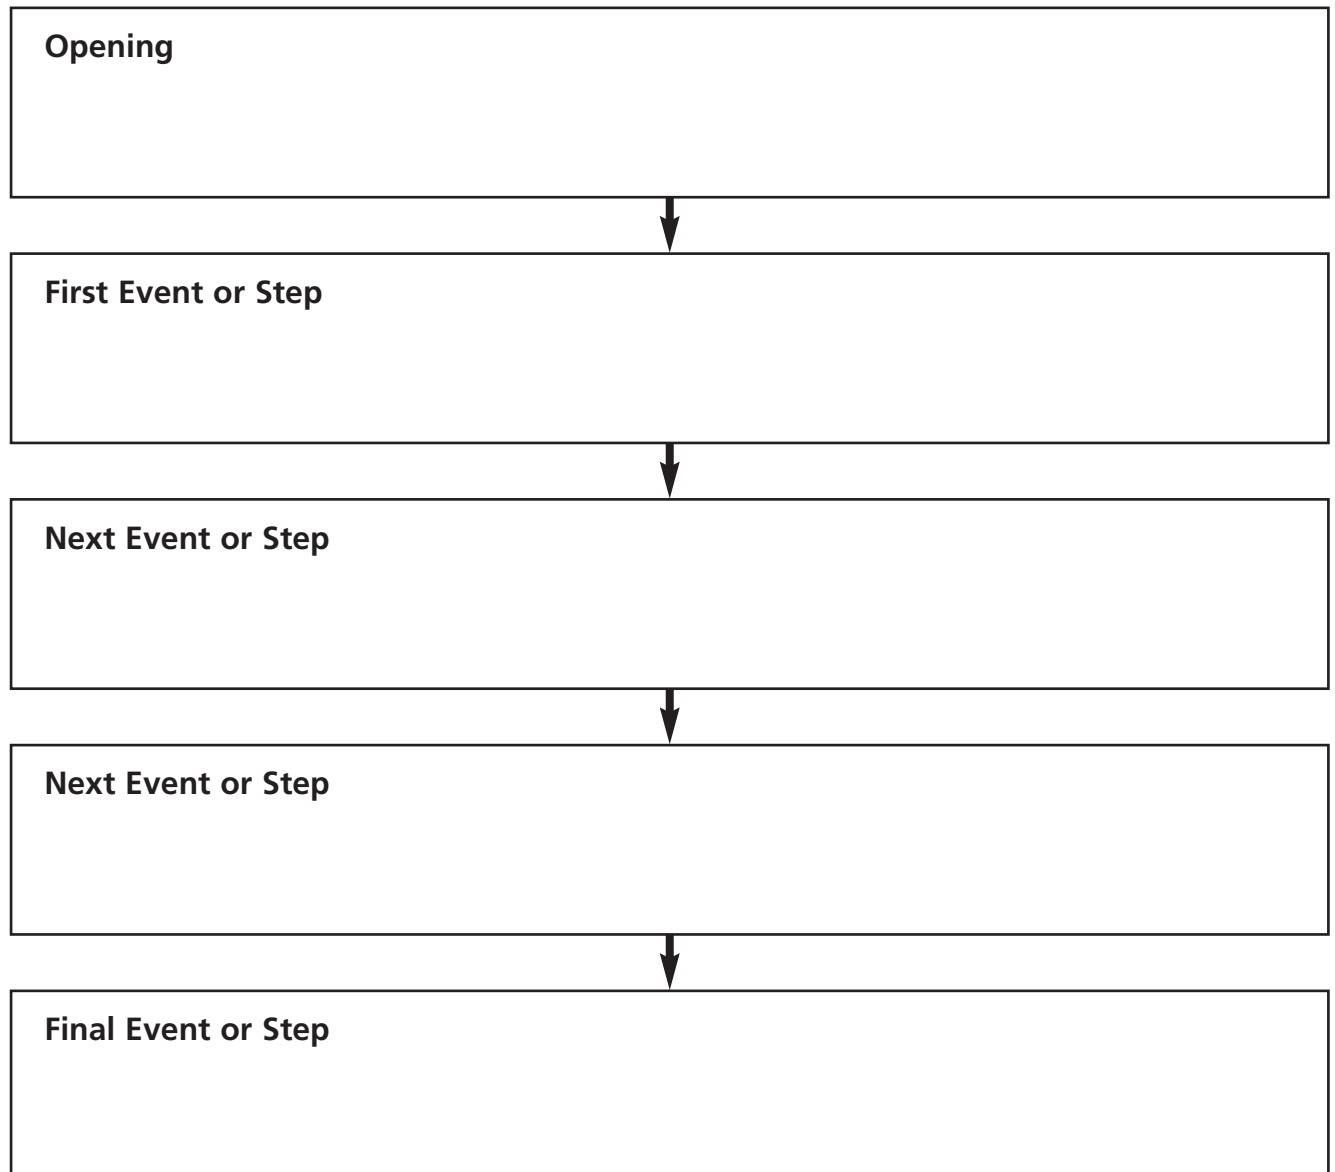 Opening
First Event or Step
Next Event or Step
Next Event or Step
Final Event or Step